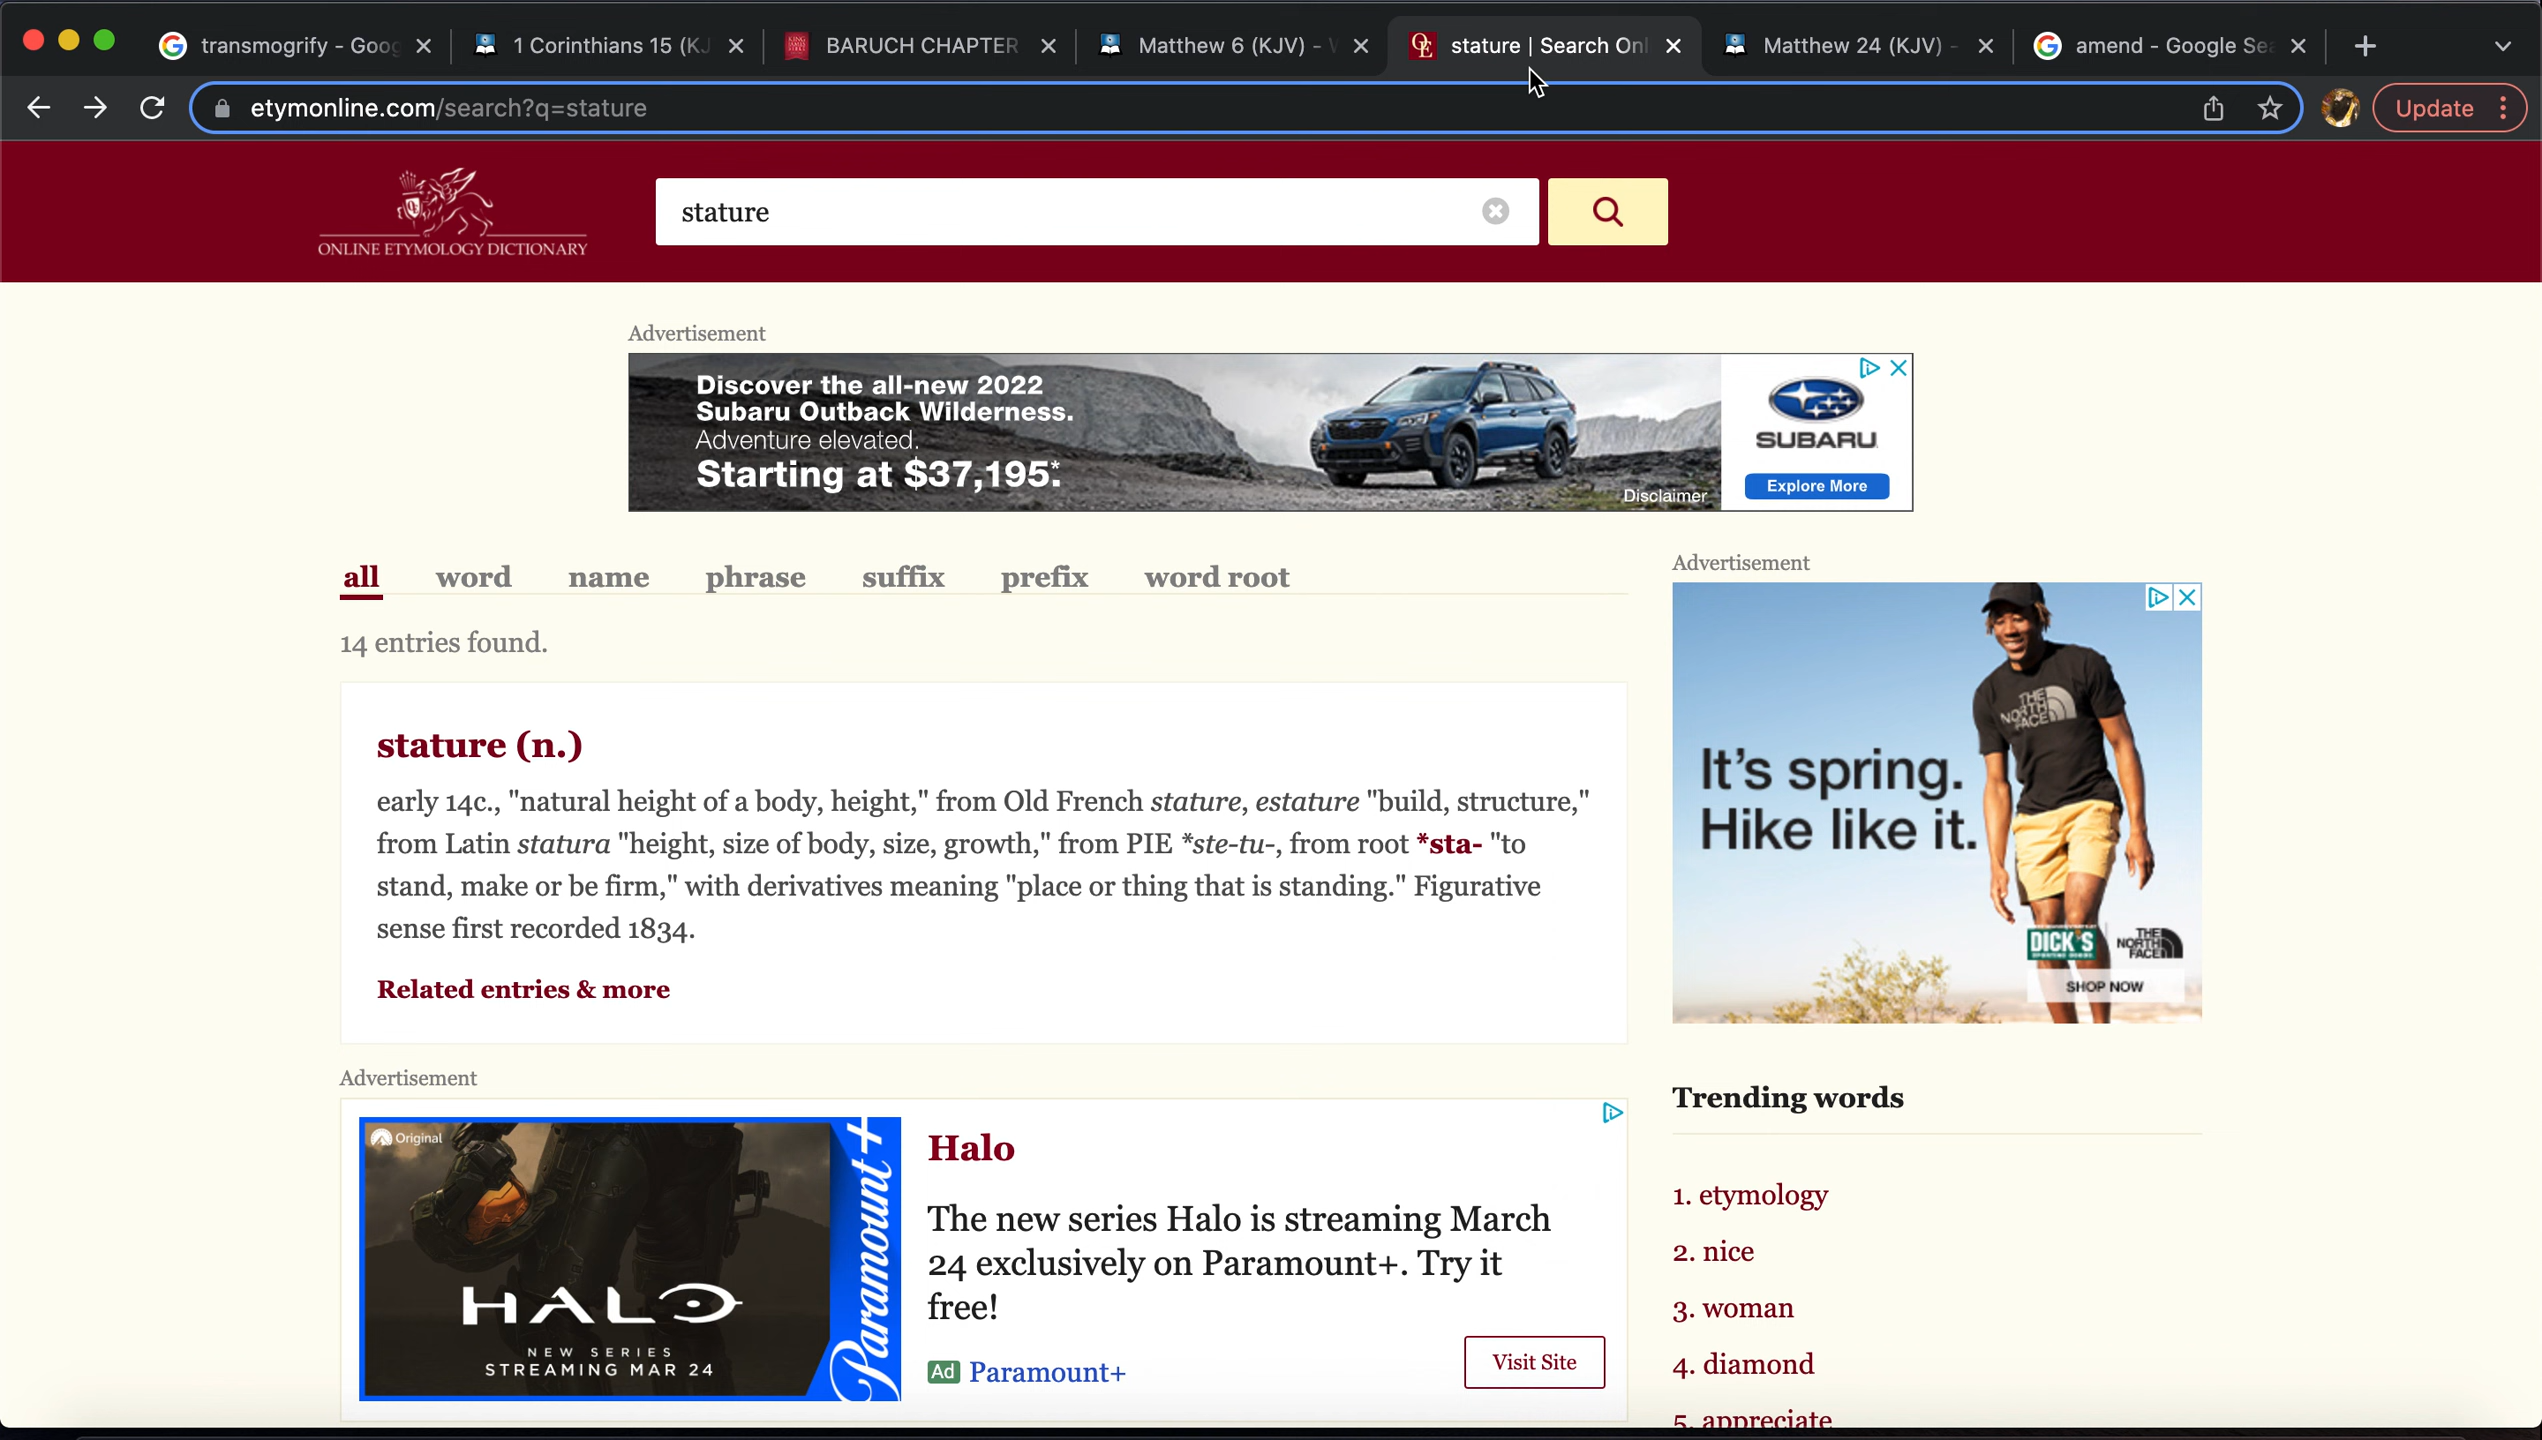 transmogrify - Goog
1 Corinthians 15 (KJ
BARUCH CHAPTER
Matthew 6 (KJV) -
stature | Search Onl
Matthew 24 (KJV) -
amend - Google Sea
etymonline.com/search?q=stature
Update
ONLINE ETYMOLOGY DICTIONARY
stature
Advertisement
Discover the all-new 2022
Subaru Outback Wilderness.
Adventure elevated.
Starting at $37,195.*
Disclaimer
SUBARU
Explore More
all word name phrase suffix prefix word root
14 entries found.
stature (n.)
early 14c., "natural height of a body, height," from Old French stature, estature "build, structure,"
from Latin statura "height, size of body, size, growth," from PIE *ste-tu-, from root *sta- "to
stand, make or be firm," with derivatives meaning "place or thing that is standing." Figurative
sense first recorded 1834.
Related entries & more
Advertisement
Original
HALO
NEW SERIES
STREAMING MAR 24
Paramount+
Halo
The new series Halo is streaming March
24 exclusively on Paramount+. Try it
free!
Ad Paramount+
Visit Site
Advertisement
THE
NORTH
FACE
It's spring.
Hike like it.
DICK'S
THE
NORTH
FACE
SHOP NOW
Trending words
1. etymology
2. nice
3. woman
4. diamond
5. appreciate